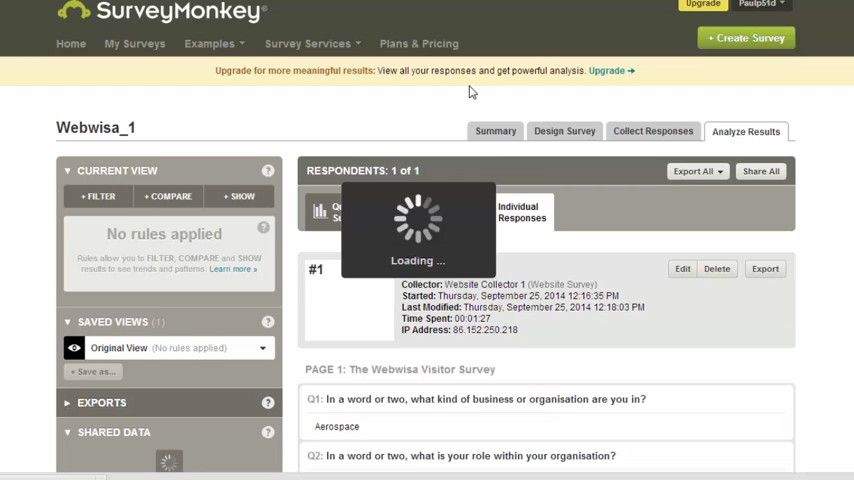 SurveyMonkey®
Upgrade
Paulp51d
Home
My Surveys
Examples
Survey Services
Plans & Pricing
+ Create Survey
Upgrade for more meaningful results: View all your responses and get powerful analysis. Upgrade →
Webwisa_1
Summary
Design Survey
Collect Responses
Analyze Results
CURRENT VIEW
+ FILTER
+ COMPARE
+ SHOW
No rules applied
Rules allow you to FILTER, COMPARE and SHOW
results to see trends and patterns. Learn more »
SAVED VIEWS (1)
Original View (No rules applied)
+ Save as...
EXPORTS
SHARED DATA
RESPONDENTS: 1 of 1
Export All
Share All
Individual
Responses
Loading ...
#1
Edit
Delete
Export
Collector: Website Collector 1 (Website Survey)
Started: Thursday, September 25, 2014 12:16:35 PM
Last Modified: Thursday, September 25, 2014 12:18:03 PM
Time Spent: 00:01:27
IP Address: 86.152.250.218
PAGE 1: The Webwisa Visitor Survey
Q1: In a word or two, what kind of business or organisation are you in?
Aerospace
Q2: In a word or two, what is your role within your organisation?